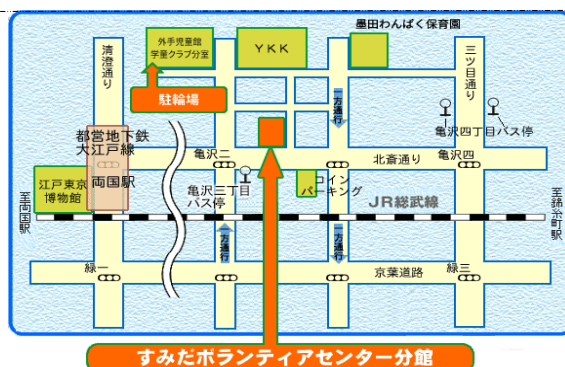 墨田わんぱく保育園
外手児童館
学童クラブ分室
YKK
清澄通り
三ツ目通り
駐輪場
一方通行
都営地下鉄
大江戸線
両国駅
亀沢四丁目バス停
亀沢二
北斎通り
亀沢四
江戸東京
博物館
亀沢三丁目
バス停
コイン
パーキング
JR総武線
至両国駅
至錦糸町駅
一方通行
一方通行
緑一
京葉道路
緑三
すみだボランティアセンター分館